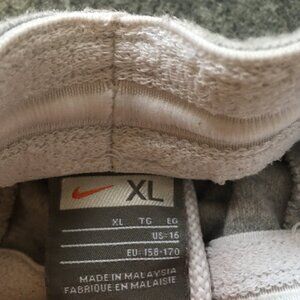 XL
XL TG EG
US-16
EU-158-170
MADE IN MALAYSIA
FABRIQUE EN MALAISIE